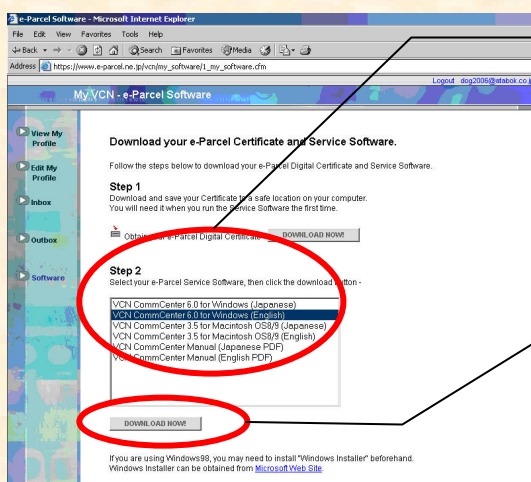 e-Parcel Software - Microsoft Internet Explorer
File Edit View Favorites Tools Help
Back Search Favorites Media
Address https://www.e-parcel.ne.jp/vcn/my_software/1_my_software.cfm
Logout dog2006@atabok.co.jp
My VCN - e-Parcel Software
View My
Profile
Edit My
Profile
Inbox
Outbox
Software
Download your e-Parcel Certificate and Service Software.
Follow the steps below to download your e-Parcel Digital Certificate and Service Software.
Step 1
Download and save your Certificate to a safe location on your computer.
You will need it when you run the Service Software the first time.
Obtain your e-Parcel Digital Certificate DOWNLOAD NOW!
Step 2
Select your e-Parcel Service Software, then click the download button -
VCN CommCenter 6.0 for Windows (Japanese)
VCN CommCenter 6.0 for Windows (English)
VCN CommCenter 3.5 for Macintosh OS8/9 (Japanese)
VCN CommCenter 3.5 for Macintosh OS8/9 (English)
VCN CommCenter Manual (Japanese PDF)
VCN CommCenter Manual (English PDF)
DOWNLOAD NOW!
If you are using Windows98, you may need to install "Windows Installer" beforehand.
Windows Installer can be obtained from Microsoft Web Site.